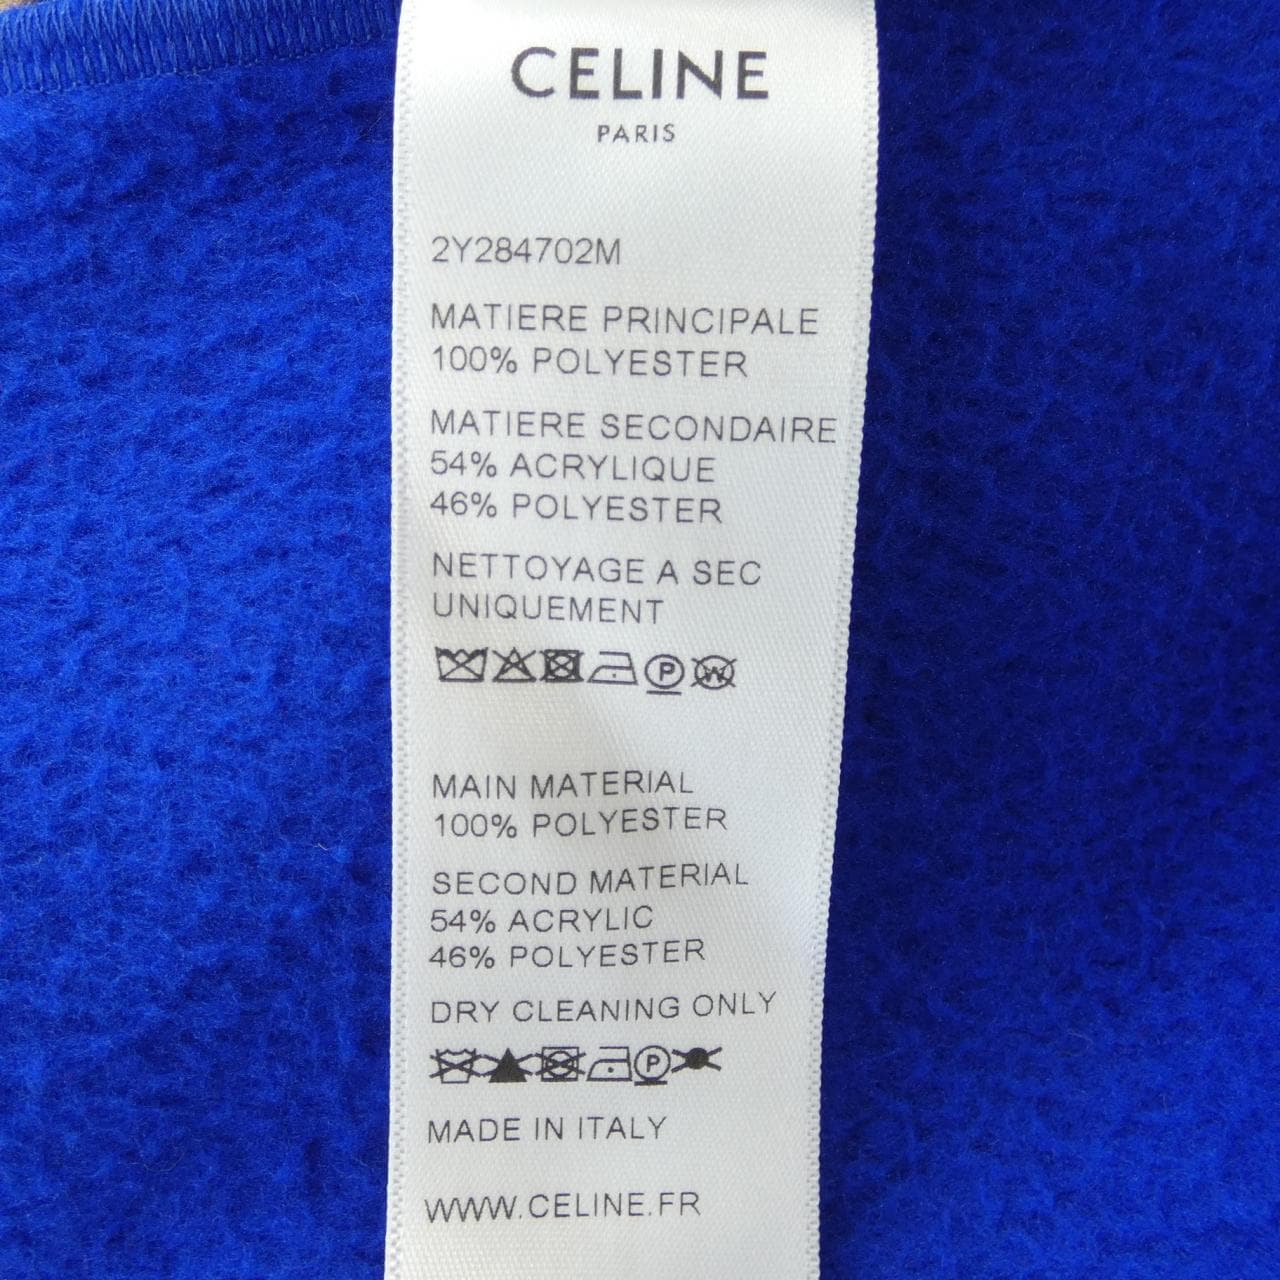 CELINE
PARIS
2Y284702M
MATIERE PRINCIPALE
100% POLYESTER
MATIERE SECONDAIRE
54% ACRYLIQUE
46% POLYESTER
NETTOYAGE A SEC
UNIQUEMENT
P W
MAIN MATERIAL
100% POLYESTER
SECOND MATERIAL
54% ACRYLIC
46% POLYESTER
DRY CLEANING ONLY
P
MADE IN ITALY
WWW.CELINE.FR